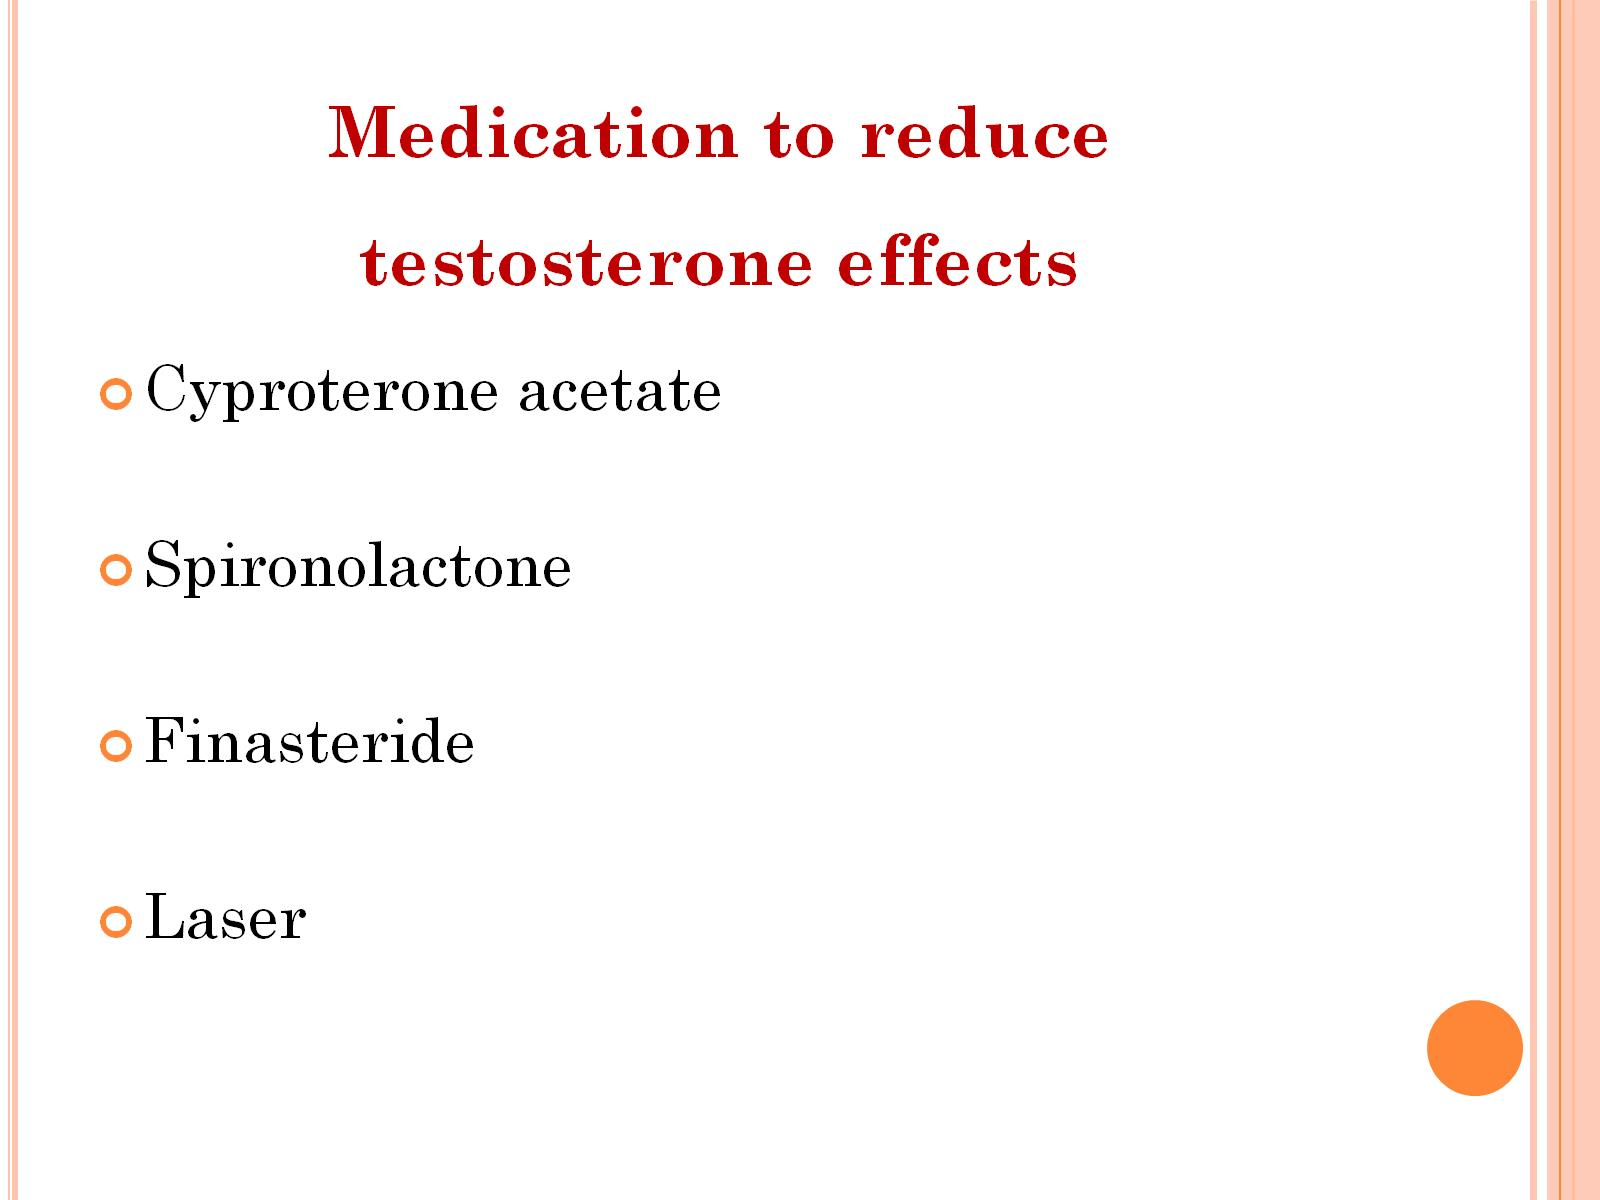 Medication to reduce
testosterone effects
Cyproterone acetate
Spironolactone
Finasteride
Laser